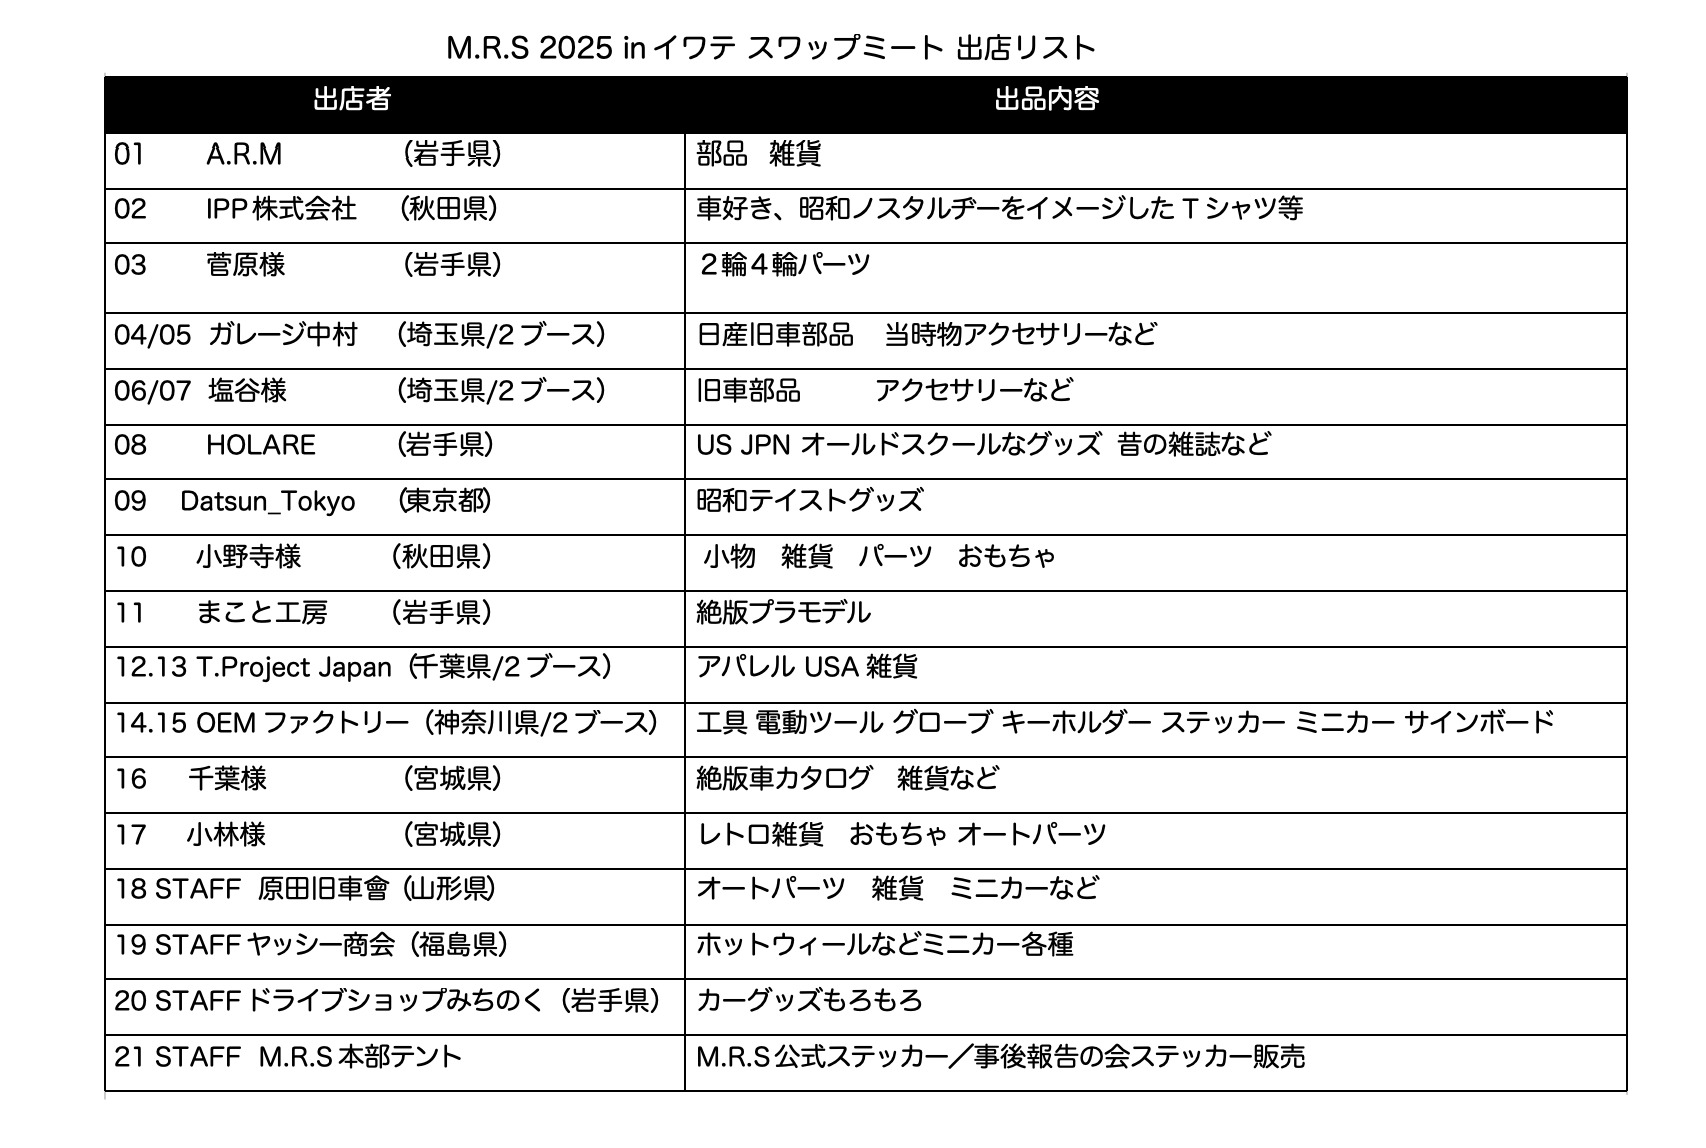 M.R.S 2025 in イワテ スワップミート 出店リスト
出店者 出品内容
01 A.R.M （岩手県） 部品 雑貨
02 IPP株式会社 （秋田県） 車好き、昭和ノスタルヂーをイメージしたTシャツ等
03 菅原様 （岩手県） ２輪４輪パーツ
04/05 ガレージ中村 （埼玉県/2ブース） 日産旧車部品 当時物アクセサリーなど
06/07 塩谷様 （埼玉県/2ブース） 旧車部品 アクセサリーなど
08 HOLARE （岩手県） US JPN オールドスクールなグッズ 昔の雑誌など
09 Datsun_Tokyo （東京都） 昭和テイストグッズ
10 小野寺様 （秋田県） 小物 雑貨 パーツ おもちゃ
11 まこと工房 （岩手県） 絶版プラモデル
12.13 T.Project Japan （千葉県/2ブース） アパレル USA 雑貨
14.15 OEM ファクトリー （神奈川県/2ブース） 工具 電動ツール グローブ キーホルダー ステッカー ミニカー サインボード
16 千葉様 （宮城県） 絶版車カタログ 雑貨など
17 小林様 （宮城県） レトロ雑貨 おもちゃ オートパーツ
18 STAFF 原田旧車會 （山形県） オートパーツ 雑貨 ミニカーなど
19 STAFF ヤッシー商会 （福島県） ホットウィールなどミニカー各種
20 STAFF ドライブショップみちのく （岩手県） カーグッズもろもろ
21 STAFF M.R.S本部テント M.R.S公式ステッカー／事後報告の会ステッカー販売